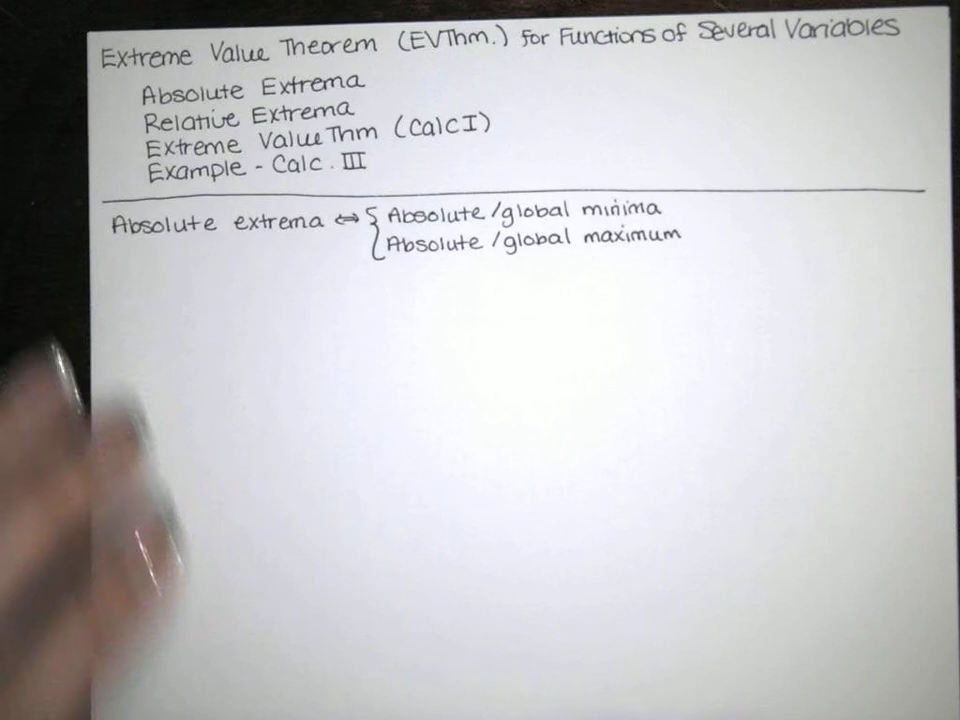 Extreme Value Theorem (EVThm.) for Functions of Several Variables
Absolute Extrema
Relative Extrema
Extreme Value Thm (Calc I)
Example - Calc. III
Absolute extrema ⇔ { Absolute/global minima
Absolute/global maximum